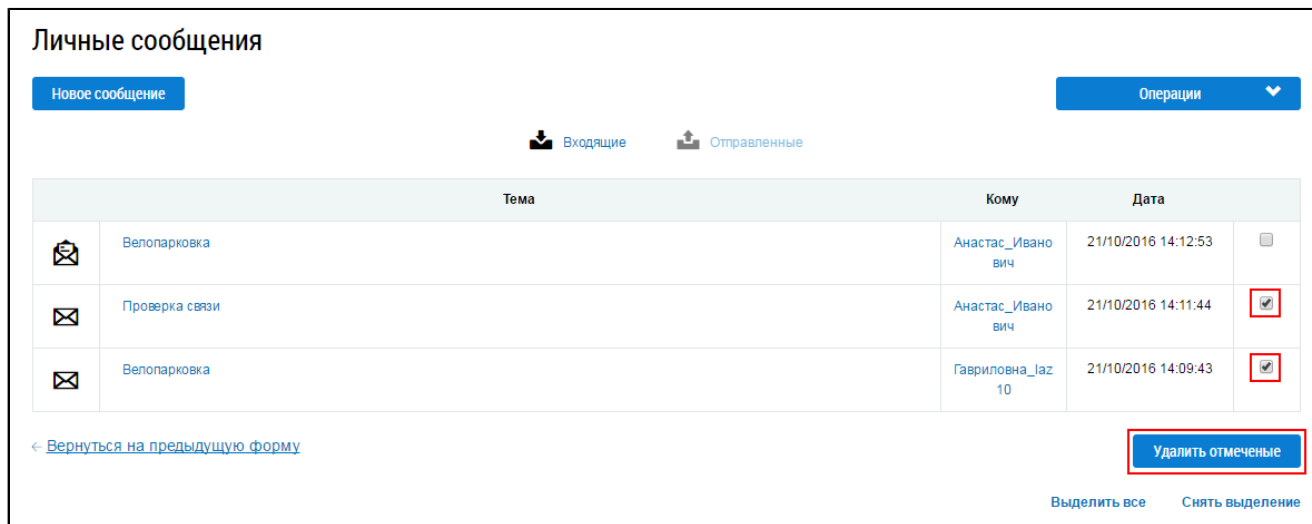 Личные сообщения
Новое сообщение
Операции
Входящие
Отправленные
Тема
Кому
Дата
Велопарковка
Анастас_Ивано
вич
21/10/2016 14:12:53
Проверка связи
Анастас_Ивано
вич
21/10/2016 14:11:44
Велопарковка
Гавриловна_laz
10
21/10/2016 14:09:43
← Вернуться на предыдущую форму
Удалить отмеченые
Выделить все
Снять выделение